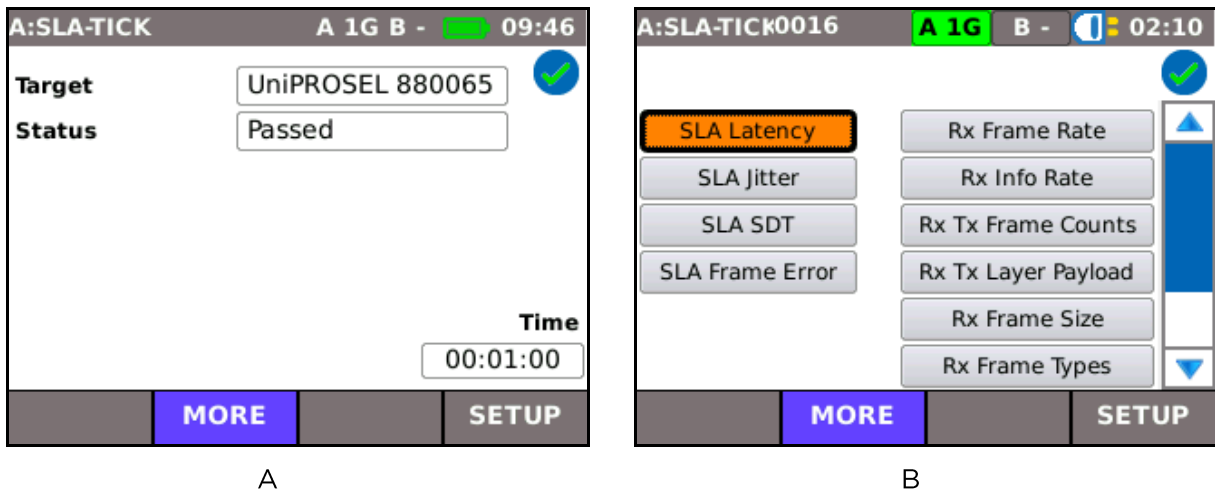 A:SLA-TICK A 1G B - 09:46
Target UniPROSEL 880065
Status Passed
Time
00:01:00
MORE SETUP
A
A:SLA-TICK0016 A 1G B - 02:10
SLA Latency Rx Frame Rate
SLA Jitter Rx Info Rate
SLA SDT Rx Tx Frame Counts
SLA Frame Error Rx Tx Layer Payload
Rx Frame Size
Rx Frame Types
MORE SETUP
B